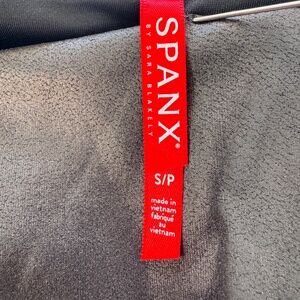 SPANX®
BY SARA BLAKELY
S/P
made in
vietnam
fabriqué
au
vietnam